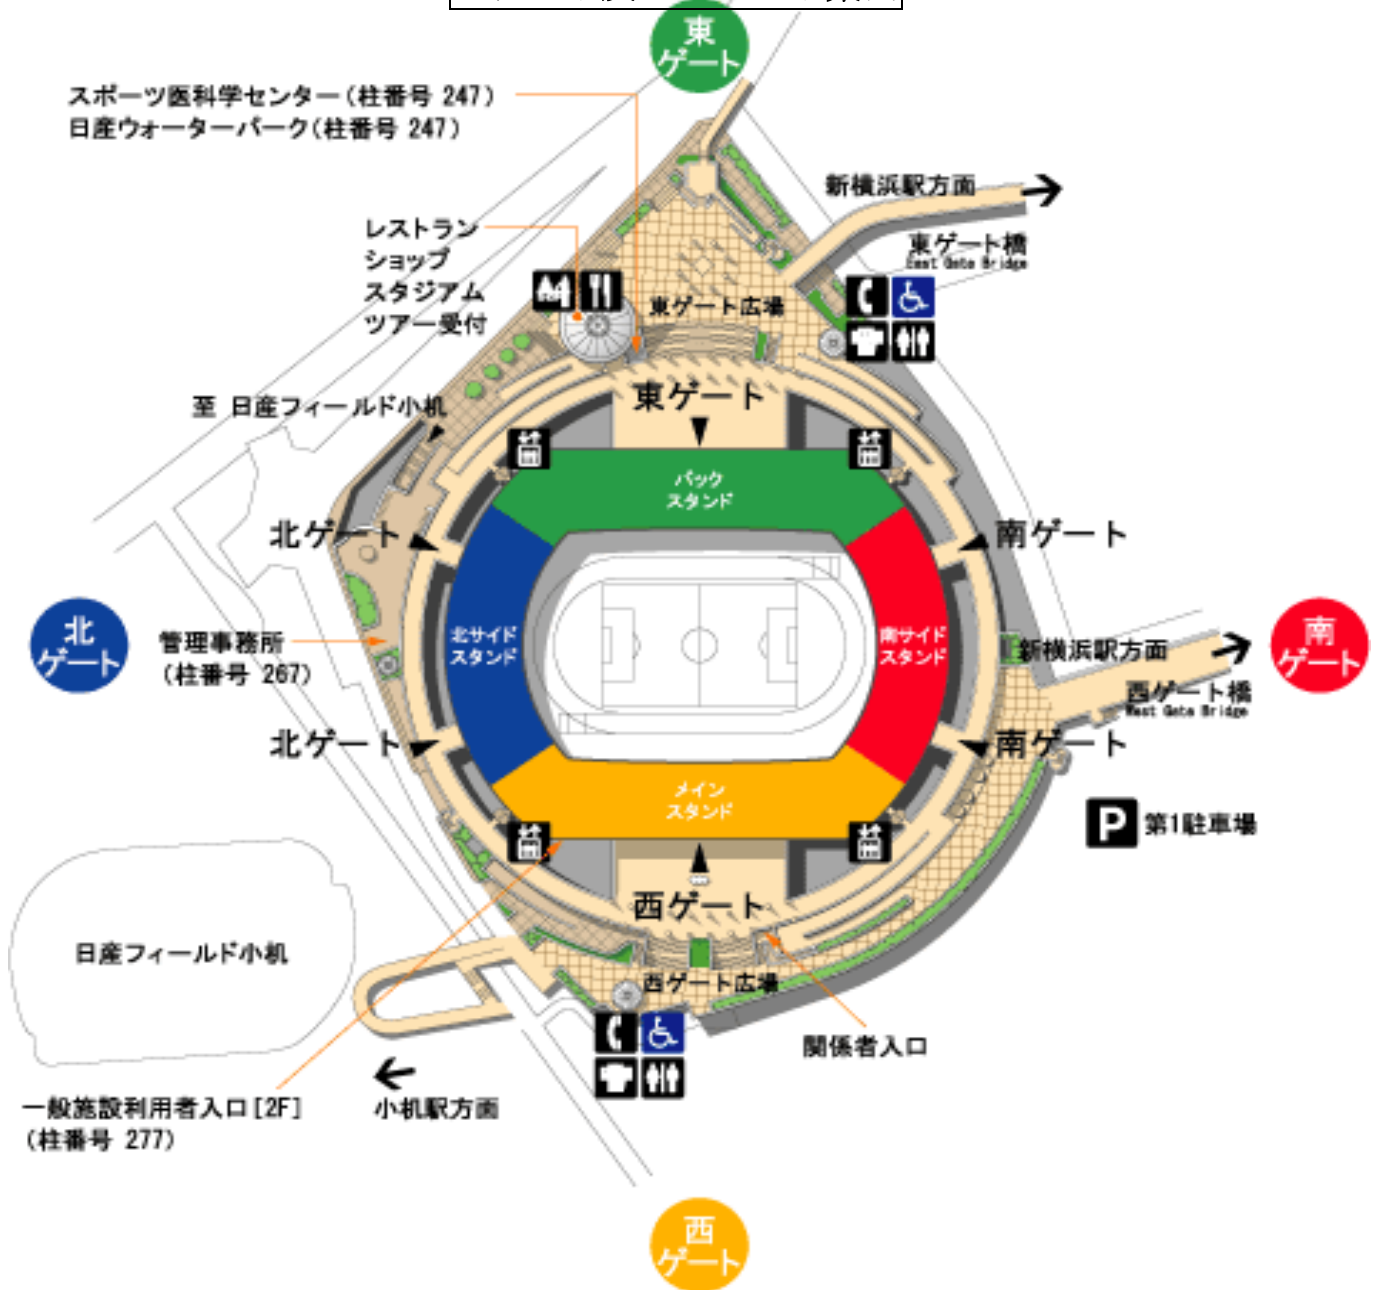 東
ゲート
スポーツ医科学センター(柱番号 247)
日産ウォーターパーク(柱番号 247)
新横浜駅方面
レストラン
ショップ
スタジアム
ツアー受付
東ゲート橋
East Gate Bridge
東ゲート広場
東ゲート
至 日産フィールド小机
バック
スタンド
北ゲート
南ゲート
北
ゲート
管理事務所
(柱番号 267)
北サイド
スタンド
南サイド
スタンド
新横浜駅方面
南
ゲート
西ゲート橋
West Gate Bridge
北ゲート
南ゲート
メイン
スタンド
P
第1駐車場
西ゲート
日産フィールド小机
西ゲート広場
関係者入口
一般施設利用者入口[2F]
(柱番号 277)
小机駅方面
西
ゲート